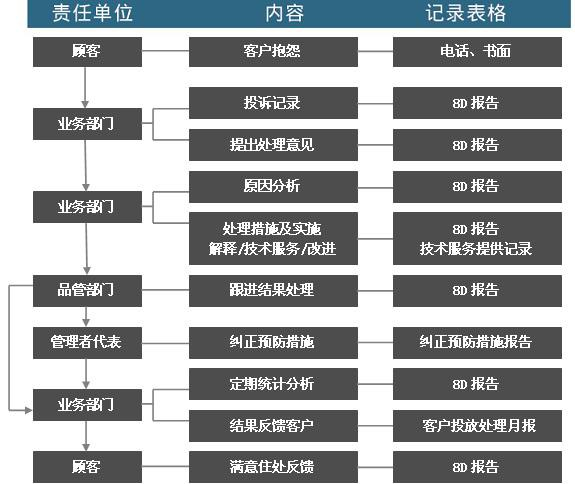 责任单位 内容 记录表格
顾客 客户抱怨 电话、书面
投诉记录 8D 报告
业务部门
提出处理意见 8D 报告
原因分析 8D 报告
业务部门
处理措施及实施 8D 报告
解释/技术服务/改进 技术服务提供记录
品管部门 跟进结果处理 8D 报告
管理者代表 纠正预防措施 纠正预防措施报告
定期统计分析 8D 报告
业务部门
结果反馈客户 客户投放处理月报
顾客 满意住处反馈 8D 报告